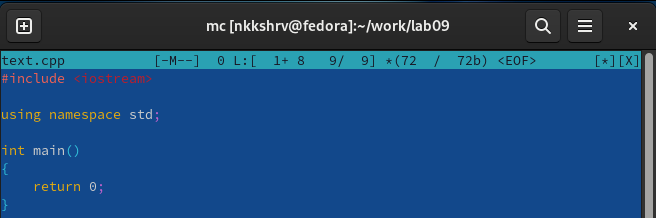 mc [nkkshrv@fedora]:~/work/lab09
text.cpp [-M--] 0 L:[ 1+ 8 9/ 9] *(72 / 72b) <EOF> [*][X]
#include <iostream>
using namespace std;
int main()
{
    return 0;
}